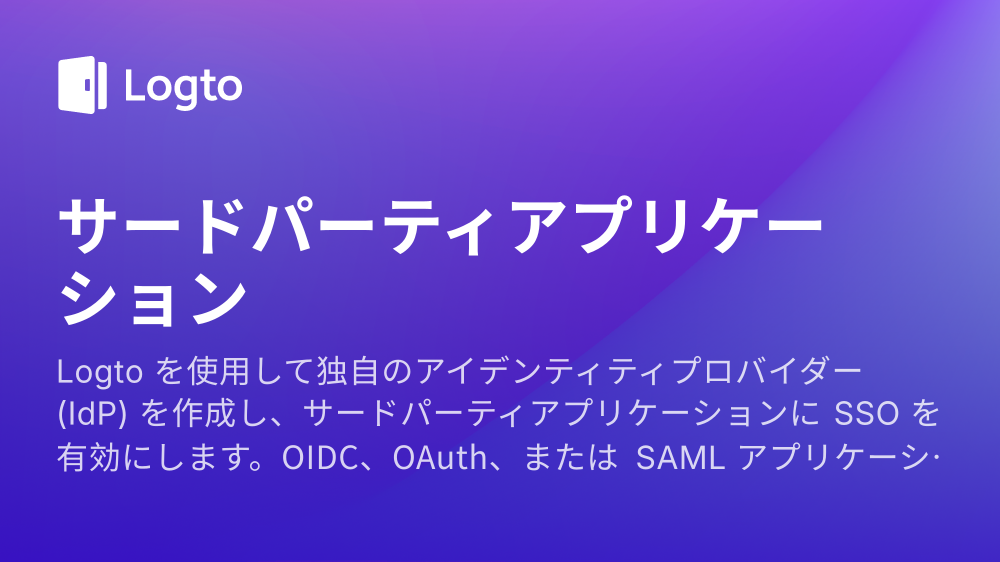 Logto
サードパーティアプリケー
ション
Logto を使用して独自のアイデンティティプロバイダー
(IdP) を作成し、サードパーティアプリケーションに SSO を
有効にします。OIDC、OAuth、または SAML アプリケーシ·